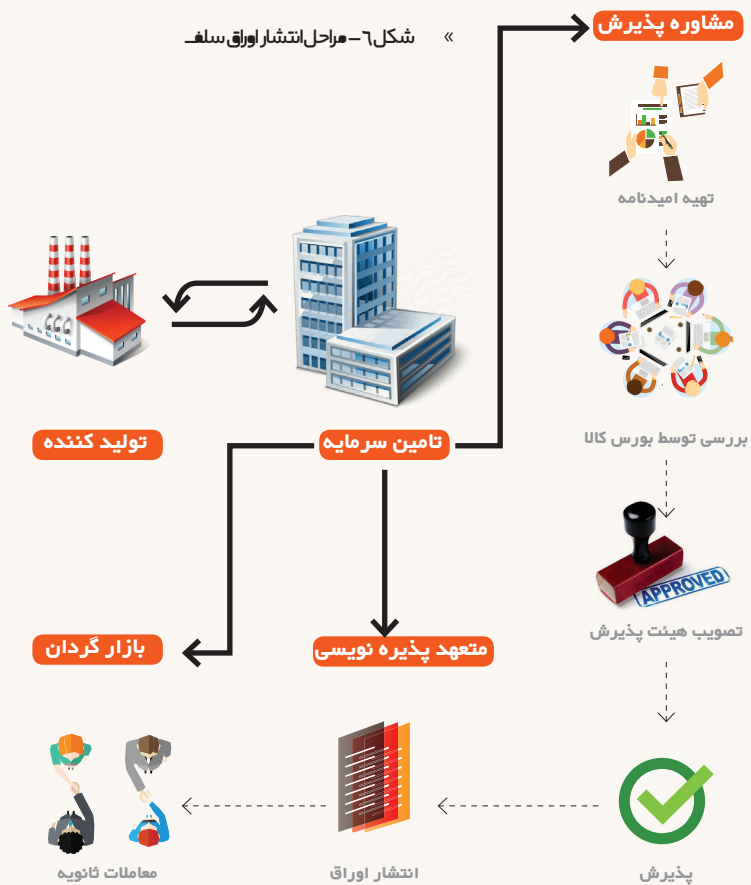 » شکل ٦ – مراحل انتشار اوراق سلف
مشاوره پذیرش
تهیه امیدنامه
بررسی توسط بورس کالا
تولید کننده
تامین سرمایه
APPROVED
تصویب هیئت پذیرش
بازار گردان
متعهد پذیره نویسی
پذیرش
انتشار اوراق
معاملات ثانویه